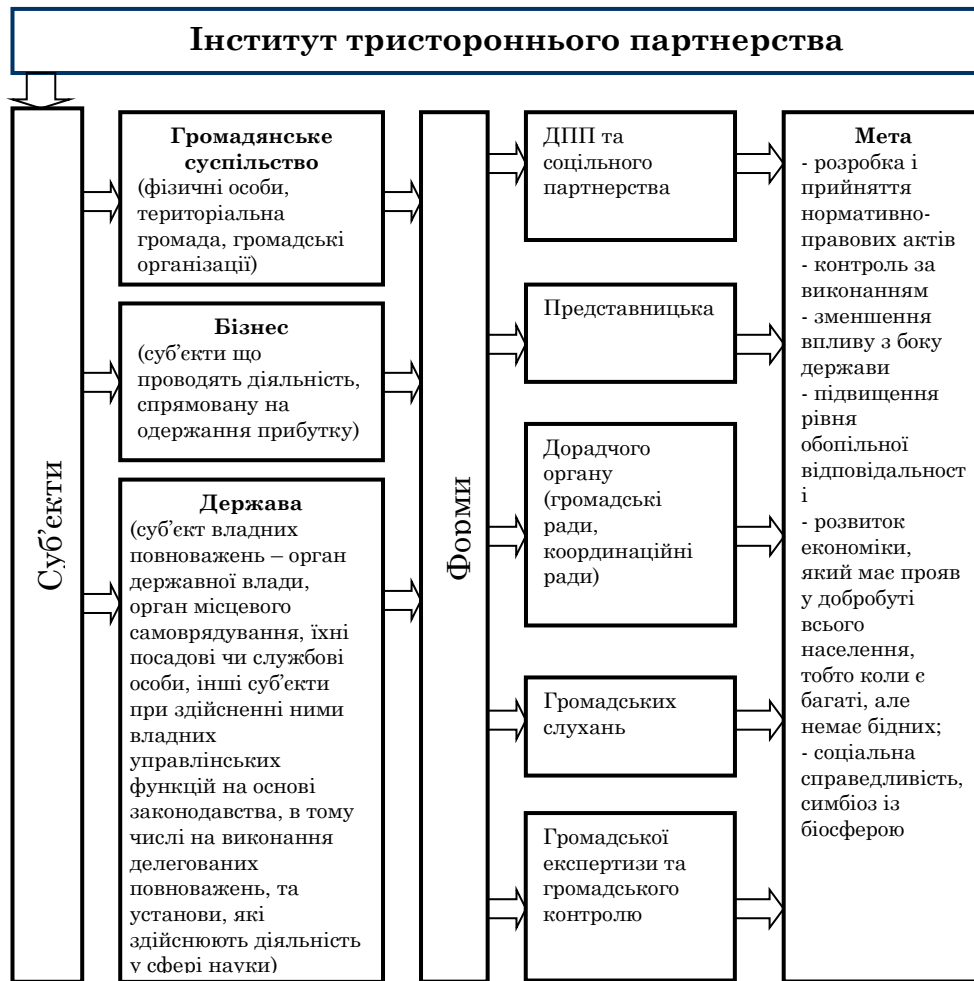 Інститут тристороннього партнерства
Суб’єкти
Громадянське
суспільство
(фізичні особи,
територіальна
громада, громадські
організації)
Бізнес
(суб’єкти що
проводять діяльність,
спрямовану на
одержання прибутку)
Держава
(суб’єкт владних
повноважень – орган
державної влади,
орган місцевого
самоврядування, їхні
посадові чи службові
особи, інші суб’єкти
при здійсненні ними
владних
управлінських
функцій на основі
законодавства, в тому
числі на виконання
делегованих
повноважень, та
установи, які
здійснюють діяльність
у сфері науки)
Форми
ДПП та
соцільного
партнерства
Представницька
Дорадчого
органу
(громадські
ради,
координаційні
ради)
Громадських
слухань
Громадської
експертизи та
громадського
контролю
Мета
- розробка і
прийняття
нормативно-
правових актів
- контроль за
виконанням
- зменшення
впливу з боку
держави
- підвищення
рівня
обопільної
відповідальност
і
- розвиток
економіки,
який має прояв
у добробуті
всього
населення,
тобто коли є
багаті, але
немає бідних;
- соціальна
справедливість,
симбіоз із
біосферою